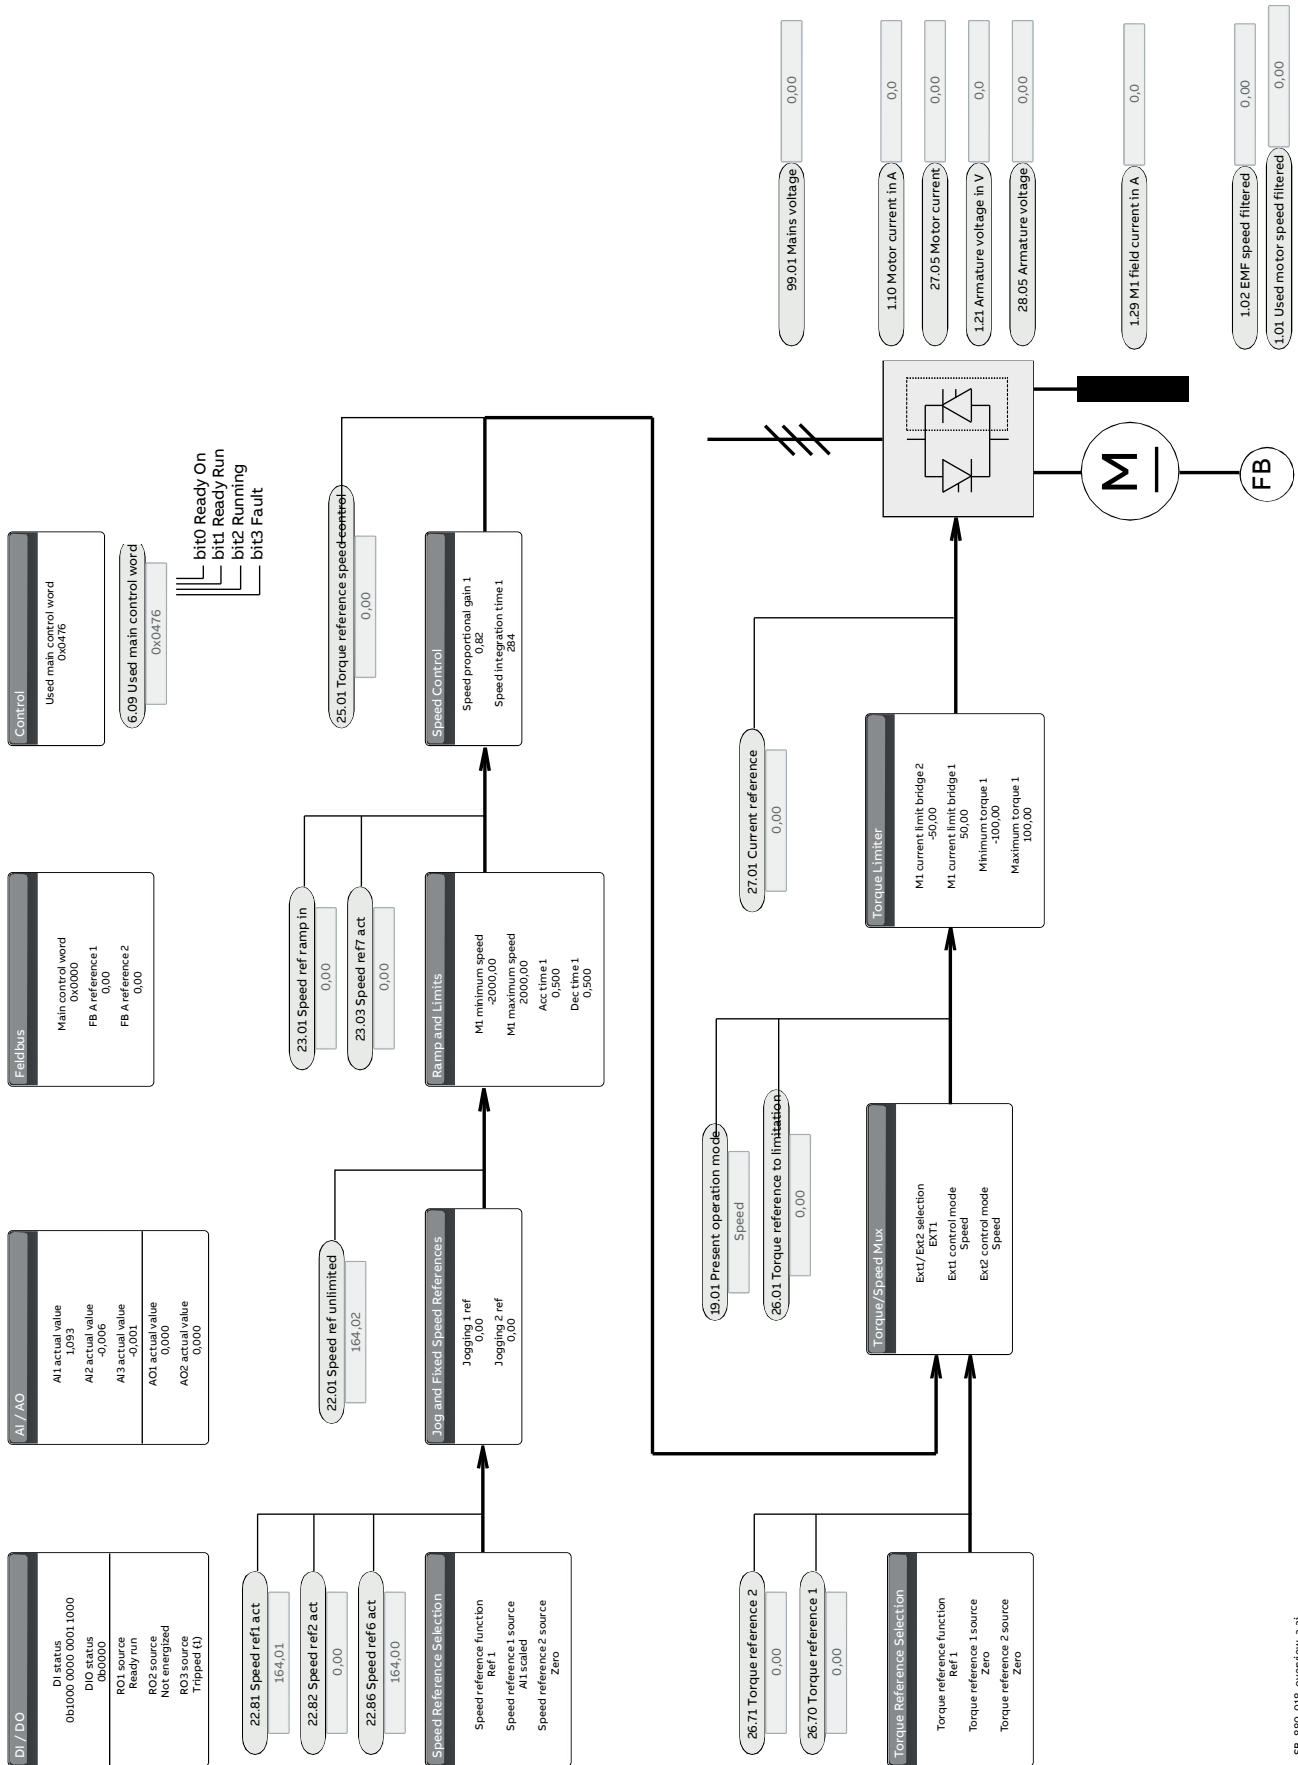 DI / DO
DI status
0b1000 0000 0001 1000
DIO status
0b0000
RO1 source
Ready run
RO2 source
Not energized
RO3 source
Tripped (-1)
AI / AO
AI1 actual value
1,093
AI2 actual value
-0,006
AI3 actual value
-0,001
AO1 actual value
0,000
AO2 actual value
0,000
Feldbus
Main control word
0x0000
FB A reference 1
0,00
FB A reference 2
0,00
Control
Used main control word
0x0476
6.09 Used main control word
0x0476
bit0 Ready On
bit1 Ready Run
bit2 Running
bit3 Fault
22.81 Speed ref1 act
164,01
22.82 Speed ref2 act
0,00
22.86 Speed ref6 act
164,00
Speed Reference Selection
Speed reference function
Ref 1
Speed reference 1 source
AI1 scaled
Speed reference 2 source
Zero
22.01 Speed ref unlimited
164,02
Jog and Fixed Speed References
Jogging 1 ref
0,00
Jogging 2 ref
0,00
23.01 Speed ref ramp in
0,00
23.03 Speed ref7 act
0,00
Ramp and Limits
M1 minimum speed
-2000,00
M1 maximum speed
2000,00
Acc time 1
0,500
Dec time 1
0,500
25.01 Torque reference speed control
0,00
Speed Control
Speed proportional gain 1
0,82
Speed integration time 1
284
26.71 Torque reference 2
0,00
26.70 Torque reference 1
0,00
Torque Reference Selection
Torque reference function
Ref 1
Torque reference 1 source
Zero
Torque reference 2 source
Zero
19.01 Present operation mode
Speed
26.01 Torque reference to limitation
0,00
Torque/Speed Mux
Ext1/Ext2 selection
EXT1
Ext1 control mode
Speed
Ext2 control mode
Speed
27.01 Current reference
0,00
Torque Limiter
M1 current limit bridge 2
-50,00
M1 current limit bridge 1
50,00
Minimum torque 1
-100,00
Maximum torque 1
100,00
M
FB
99.01 Mains voltage
0,00
1.10 Motor current in A
0,0
27.05 Motor current
0,00
1.21 Armature voltage in V
0,0
28.05 Armature voltage
0,00
1.29 M1 field current in A
0,0
1.02 EMF speed filtered
0,00
1.01 Used motor speed filtered
0,00